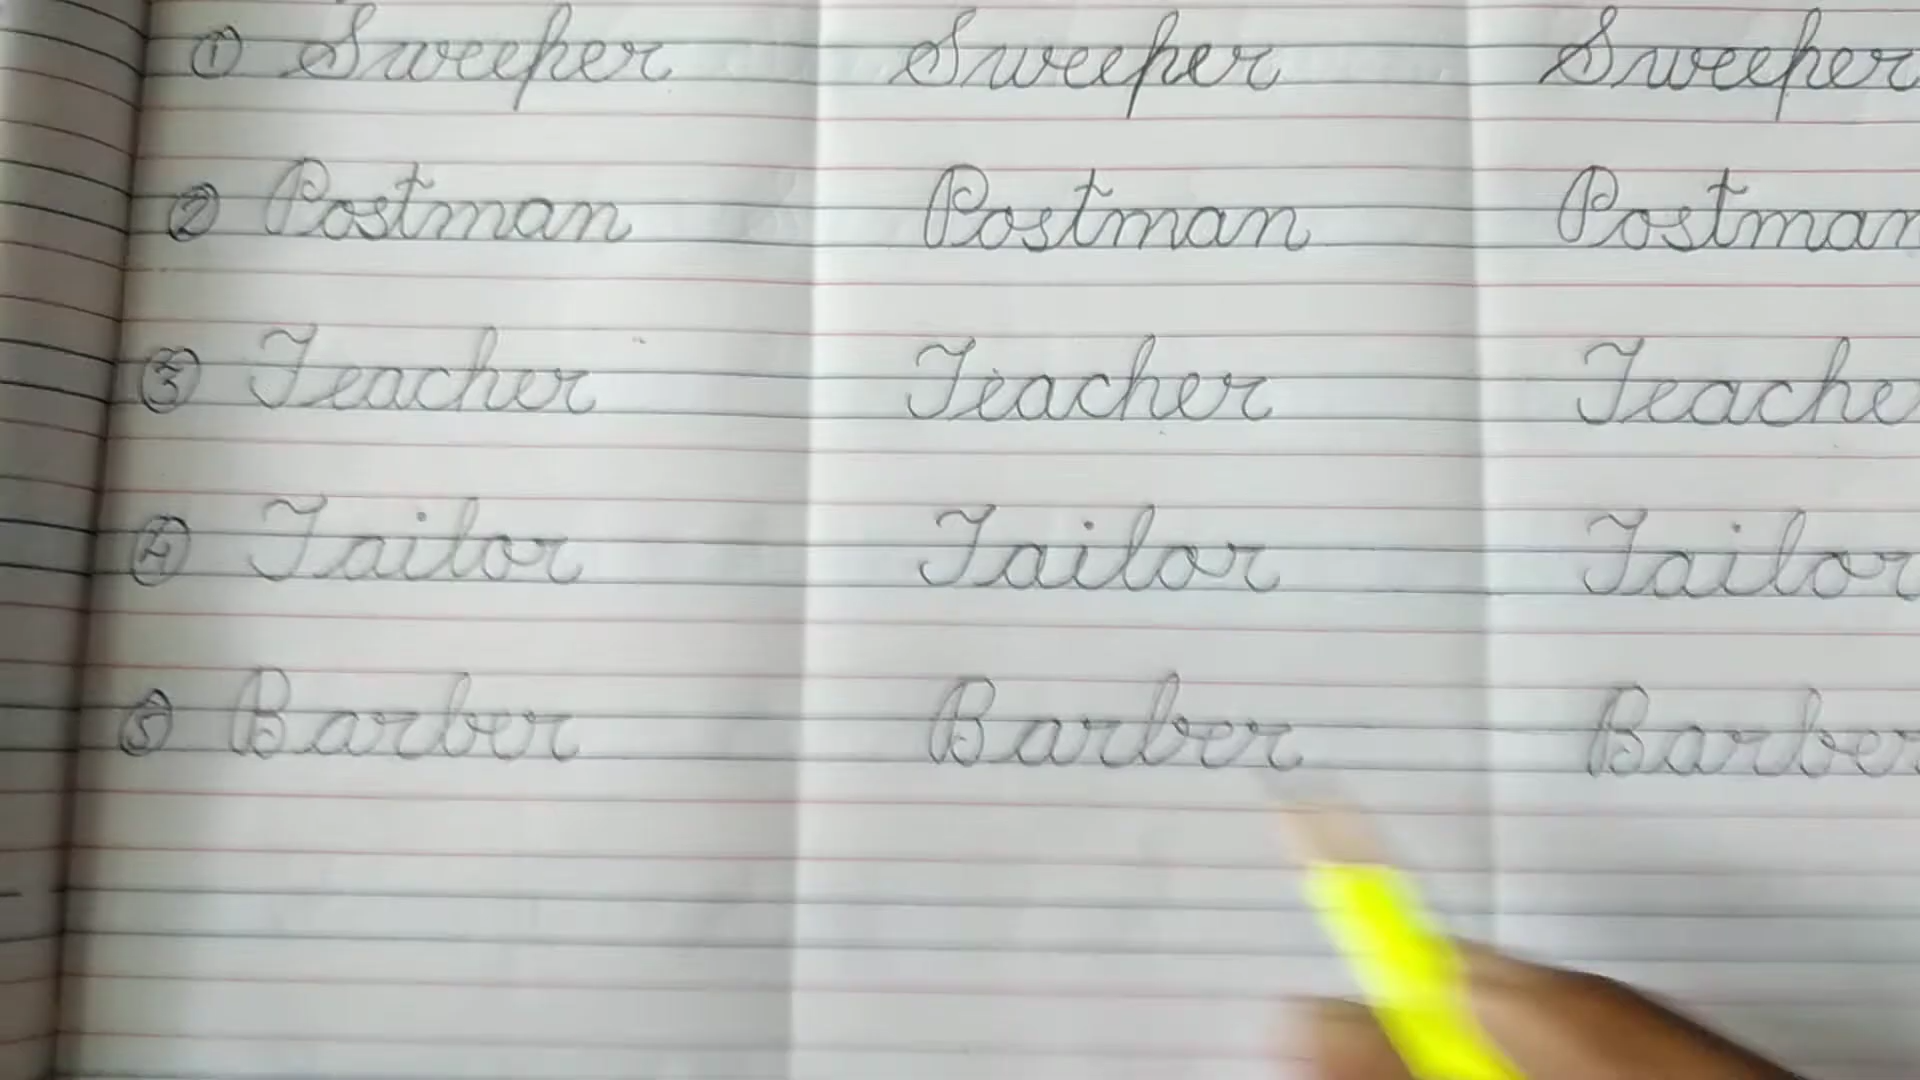 ① Sweeper Sweeper Sweeper
② Postman Postman Postman
③ Teacher Teacher Teache
④ Tailor Tailor Tailor
⑤ Barber Barber Barber